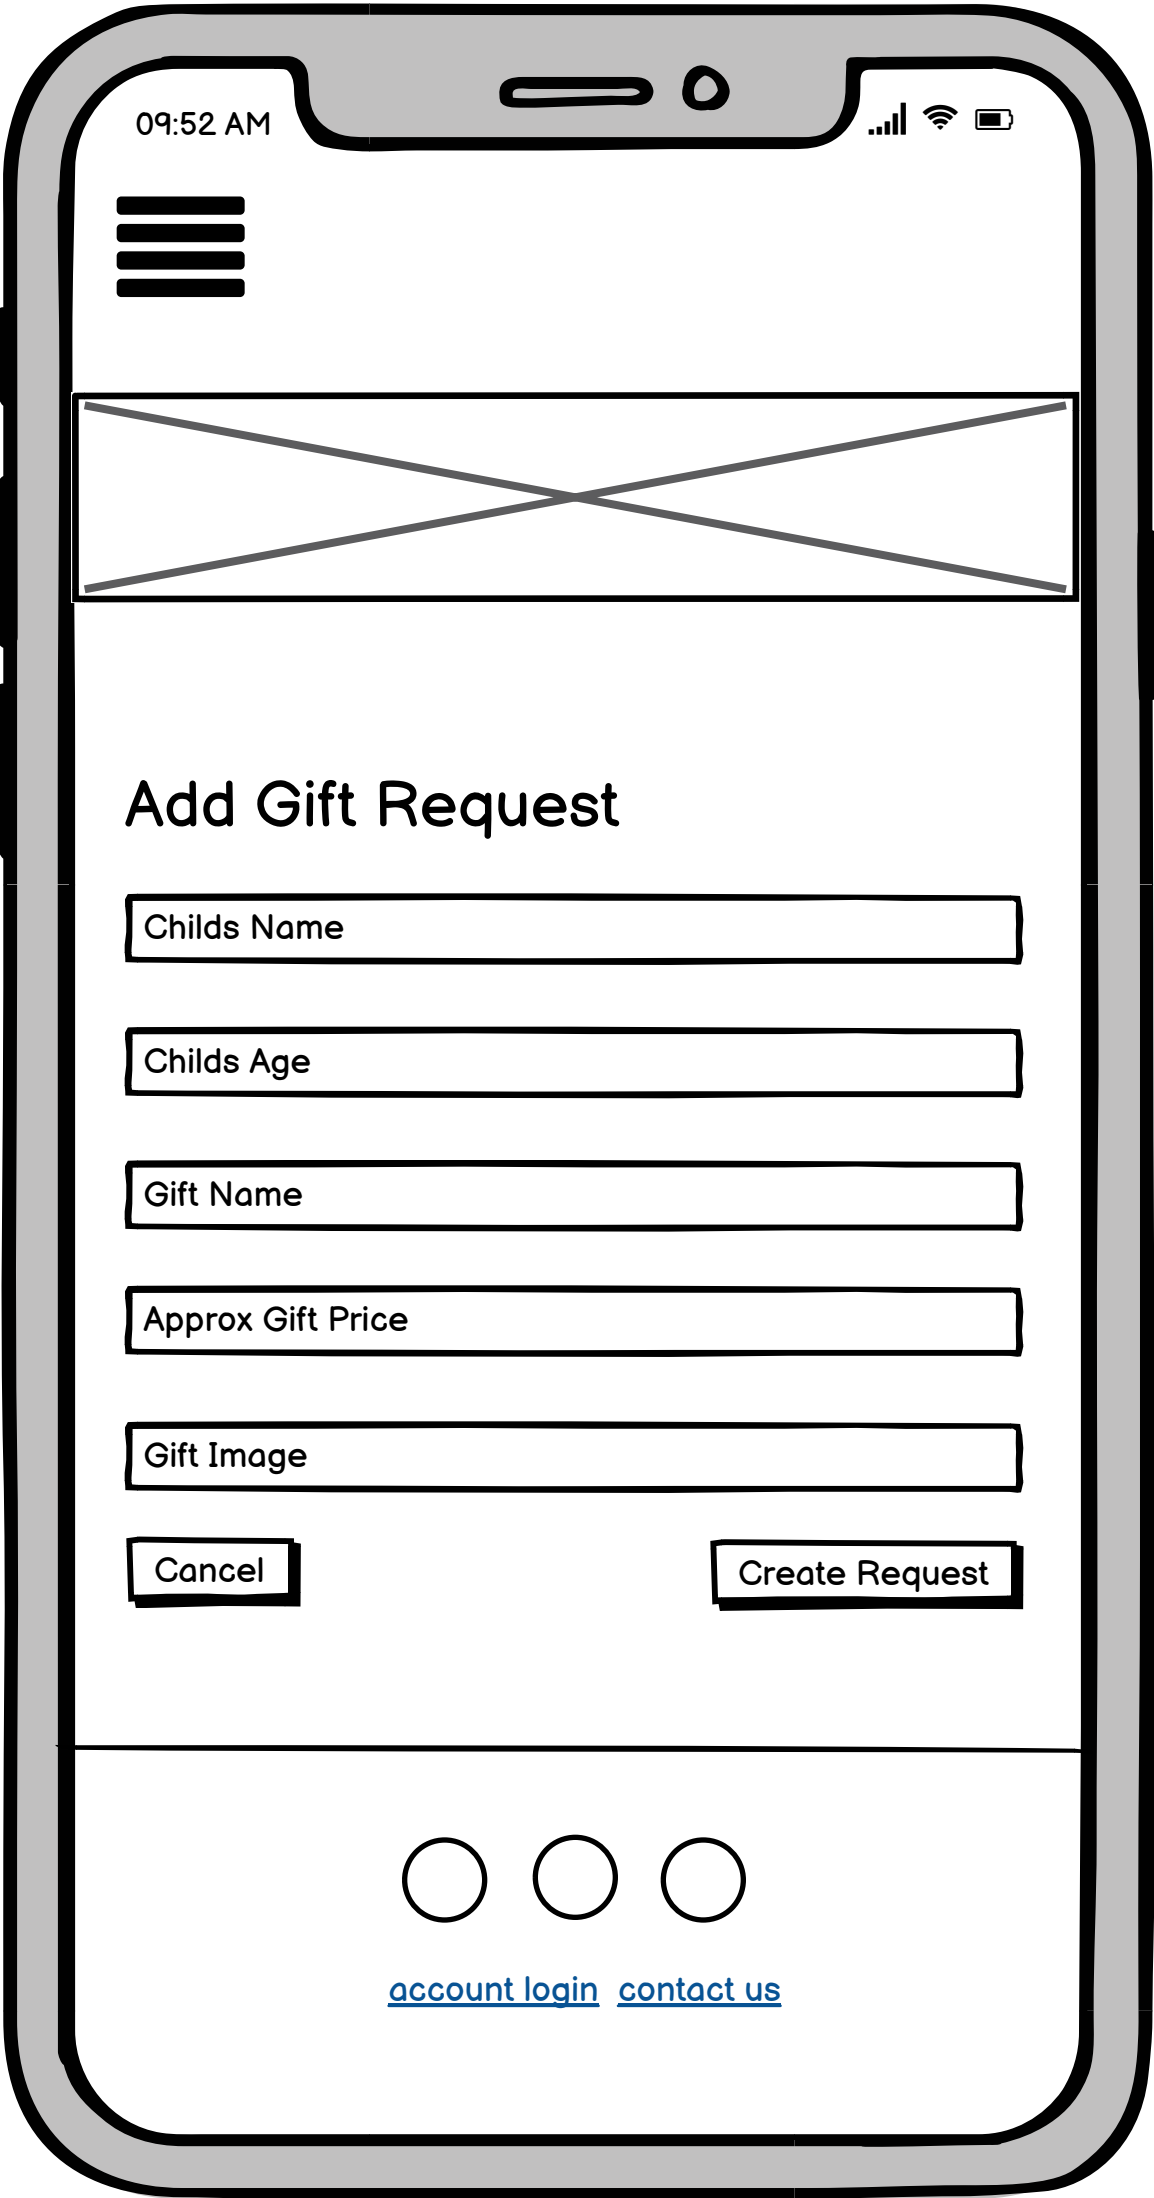 09:52 AM
Add Gift Request
Childs Name
Childs Age
Gift Name
Approx Gift Price
Gift Image
Cancel Create Request
account login contact us